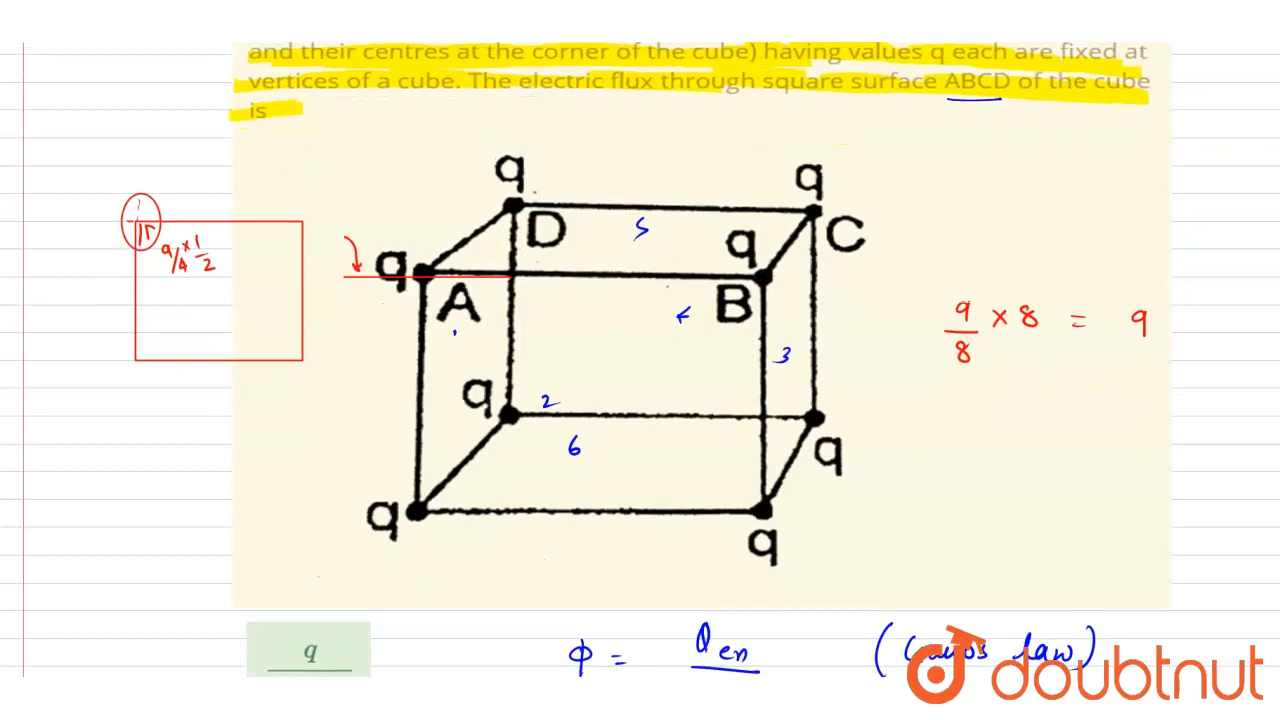 and their centres at the corner of the cube) having values q each are fixed at
vertices of a cube. The electric flux through square surface ABCD of the cube
is
q
q
D
5
C
q
q
A
B
4
q/4 × 1/2
3
q/8 × 8 = q
q
2
6
q
q
q
q
ϕ = Qen
law)
doubtnut